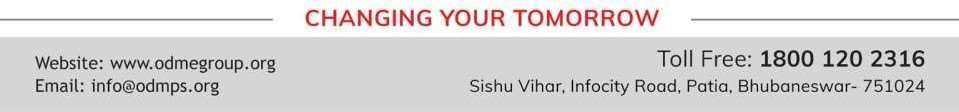 CHANGING YOUR TOMORROW
Website: www.odmegroup.org
Email: info@odmps.org
Toll Free: 1800 120 2316
Sishu Vihar, Infocity Road, Patia, Bhubaneswar- 751024